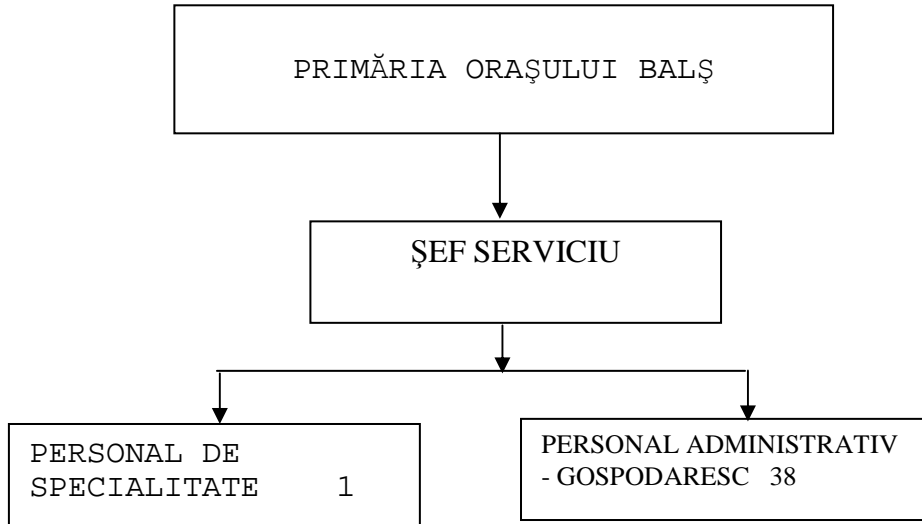 PRIMĂRIA ORAŞULUI BALŞ
ŞEF SERVICIU
PERSONAL DE
SPECIALITATE 1
PERSONAL ADMINISTRATIV
- GOSPODARESC 38